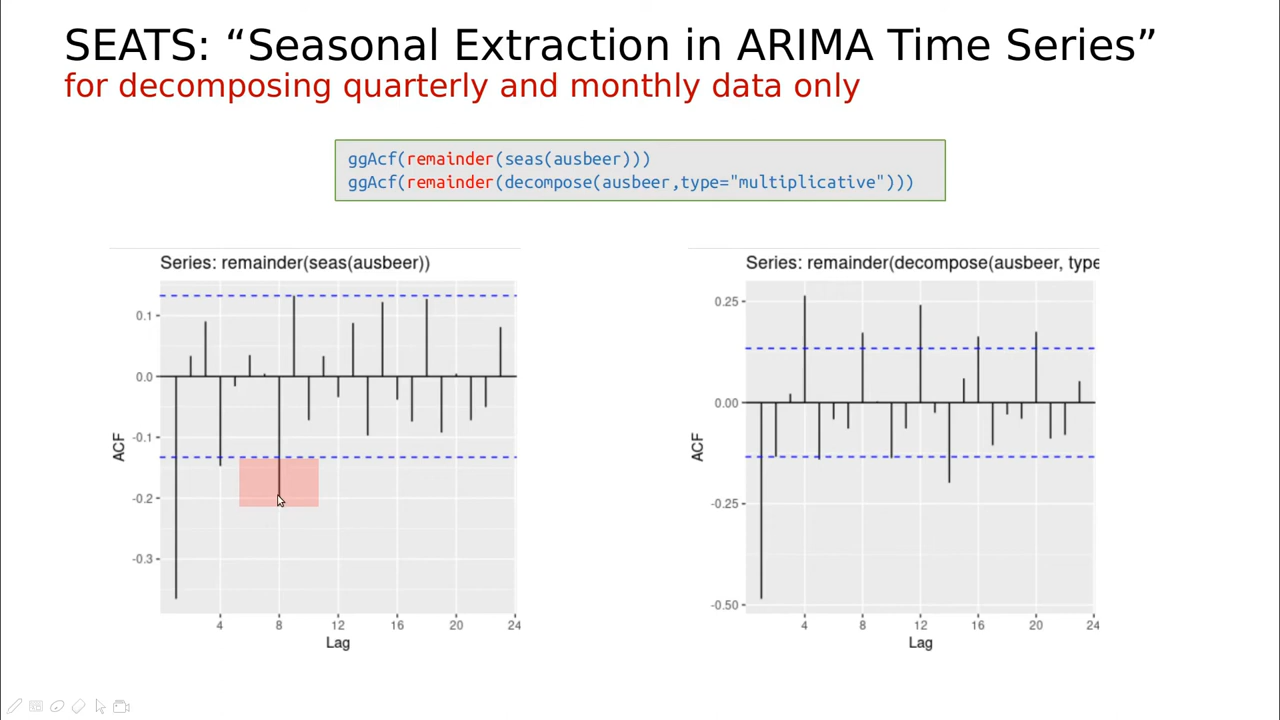 SEATS: “Seasonal Extraction in ARIMA Time Series”
for decomposing quarterly and monthly data only
ggAcf(remainder(seas(ausbeer)))
ggAcf(remainder(decompose(ausbeer,type="multiplicative")))
Series: remainder(seas(ausbeer))
0.1
0.0
-0.1
-0.2
-0.3
ACF
4 8 12 16 20 24
Lag
Series: remainder(decompose(ausbeer, type
0.25
0.00
-0.25
-0.50
ACF
4 8 12 16 20 24
Lag